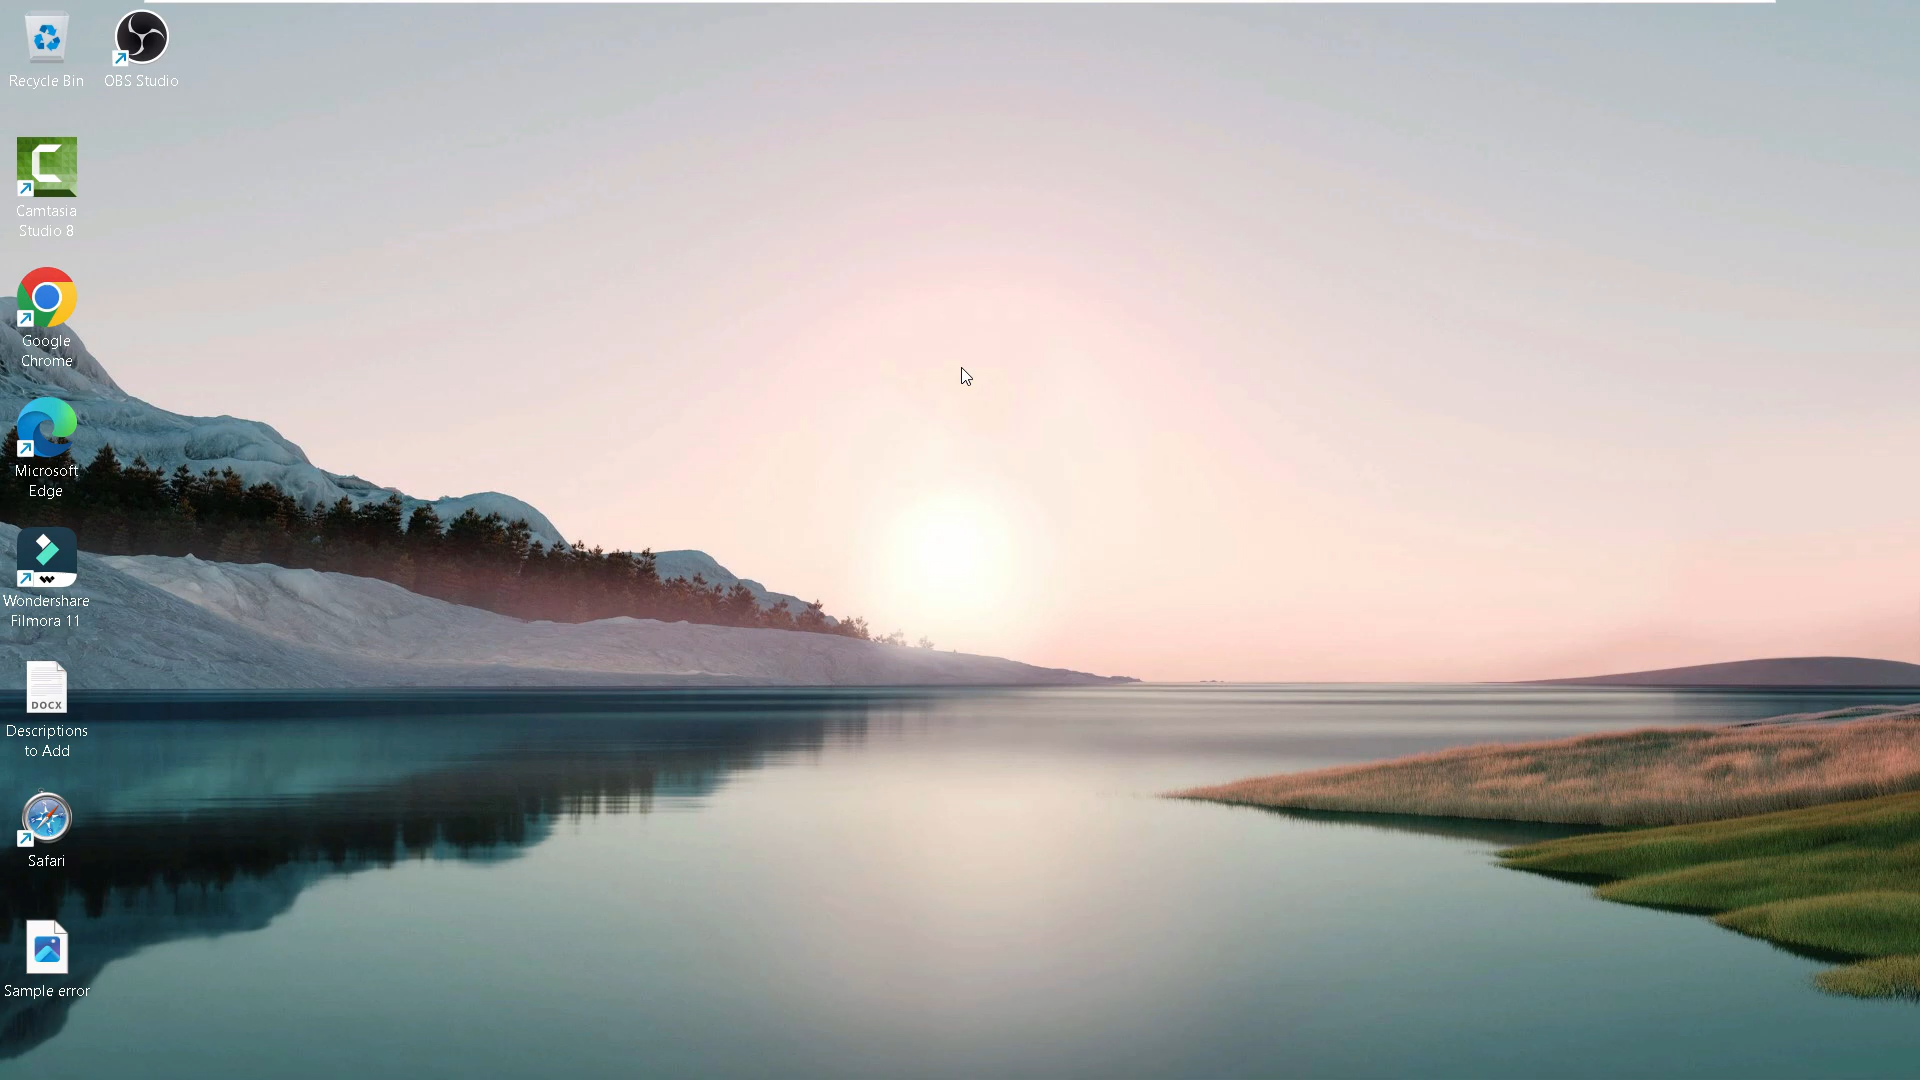 Recycle Bin
OBS Studio
Camtasia
Studio 8
Google
Chrome
Microsoft
Edge
Wondershare
Filmora 11
DOCX
Descriptions
to Add
Safari
Sample error